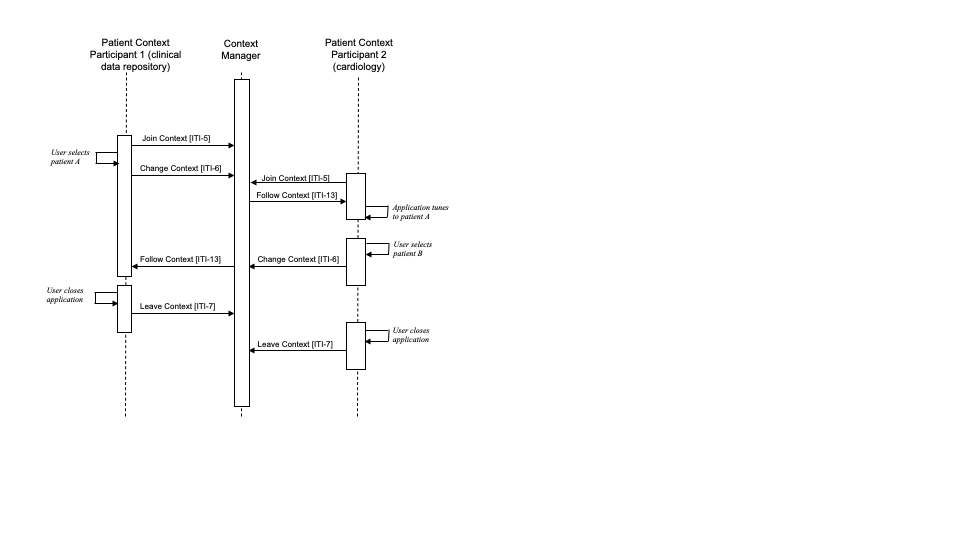 Patient Context
Participant 1 (clinical
data repository)
Context
Manager
Patient Context
Participant 2
(cardiology)
Join Context [ITI-5]
User selects
patient A
Change Context [ITI-6]
Join Context [ITI-5]
Follow Context [ITI-13]
Application tunes
to patient A
User selects
patient B
Follow Context [ITI-13]
Change Context [ITI-6]
User closes
application
Leave Context [ITI-7]
User closes
application
Leave Context [ITI-7]